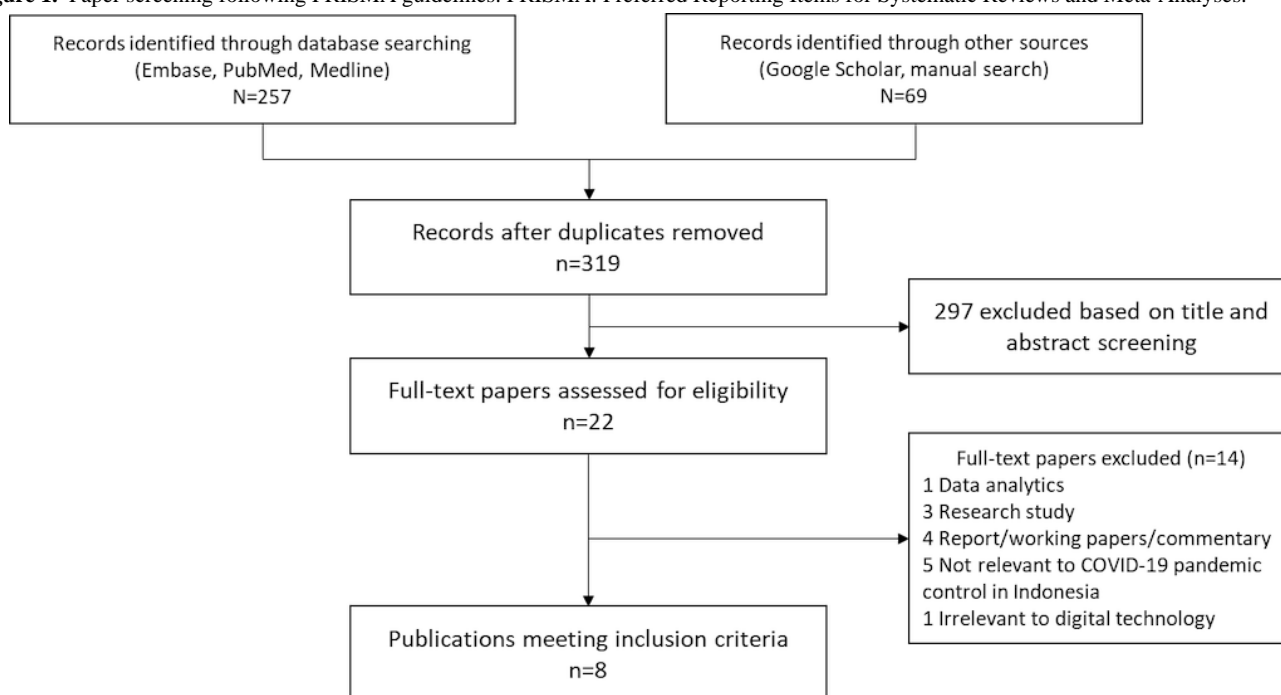 Paper screening following PRISMA guidelines. PRISMA: Preferred Reporting Items for Systematic Reviews and Meta-Analyses.
Records identified through database searching
(Embase, PubMed, Medline)
N=257
Records identified through other sources
(Google Scholar, manual search)
N=69
Records after duplicates removed
n=319
297 excluded based on title and
abstract screening
Full-text papers assessed for eligibility
n=22
Full-text papers excluded (n=14)
1 Data analytics
3 Research study
4 Report/working papers/commentary
5 Not relevant to COVID-19 pandemic
control in Indonesia
1 Irrelevant to digital technology
Publications meeting inclusion criteria
n=8